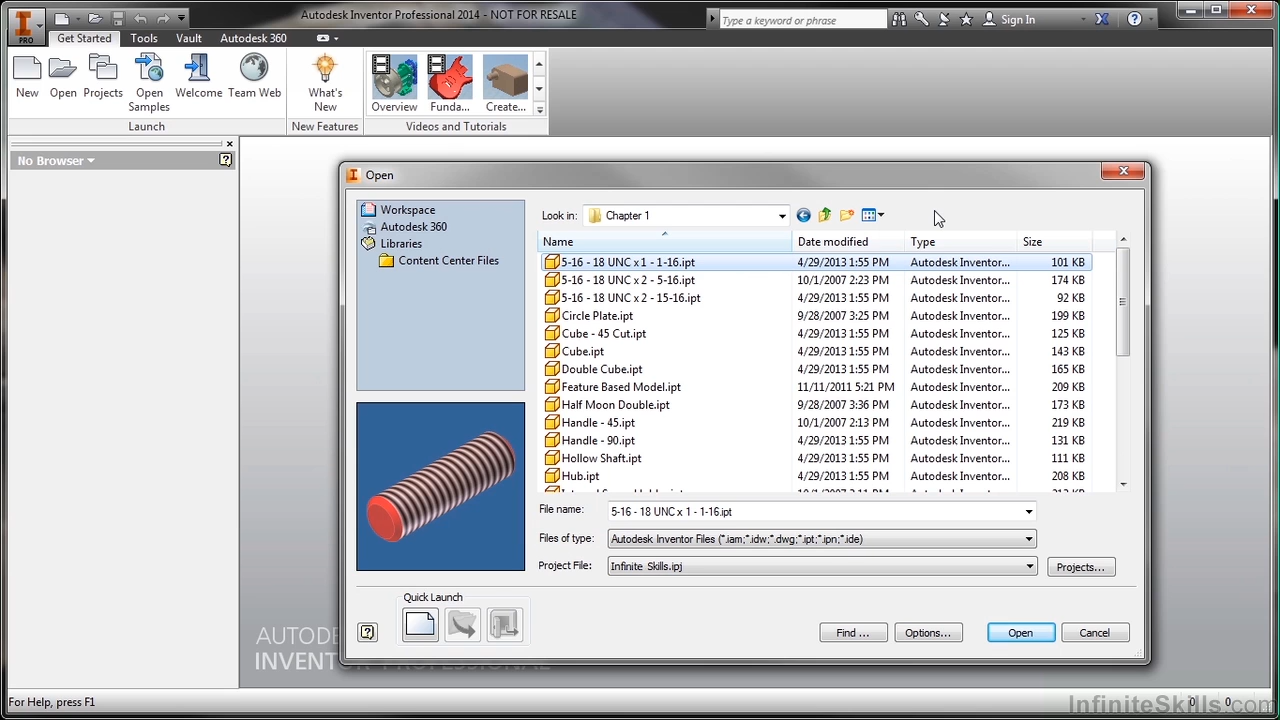 Autodesk Inventor Professional 2014 - NOT FOR RESALE
Type a keyword or phrase
Sign In
PRO
Get Started Tools Vault Autodesk 360
New Open Projects Open Samples Welcome Team Web What's New Overview Funda... Create...
Launch New Features Videos and Tutorials
No Browser
Open
Workspace
Autodesk 360
Libraries
Content Center Files
Look in: Chapter 1
Name Date modified Type Size
5-16 - 18 UNC x 1 - 1-16.ipt 4/29/2013 1:55 PM Autodesk Inventor... 101 KB
5-16 - 18 UNC x 2 - 5-16.ipt 10/1/2007 2:23 PM Autodesk Inventor... 174 KB
5-16 - 18 UNC x 2 - 15-16.ipt 4/29/2013 1:55 PM Autodesk Inventor... 92 KB
Circle Plate.ipt 9/28/2007 3:25 PM Autodesk Inventor... 199 KB
Cube - 45 Cut.ipt 4/29/2013 1:55 PM Autodesk Inventor... 125 KB
Cube.ipt 4/29/2013 1:55 PM Autodesk Inventor... 143 KB
Double Cube.ipt 4/29/2013 1:55 PM Autodesk Inventor... 165 KB
Feature Based Model.ipt 11/11/2011 5:21 PM Autodesk Inventor... 209 KB
Half Moon Double.ipt 9/28/2007 3:36 PM Autodesk Inventor... 173 KB
Handle - 45.ipt 10/1/2007 2:13 PM Autodesk Inventor... 219 KB
Handle - 90.ipt 4/29/2013 1:55 PM Autodesk Inventor... 131 KB
Hollow Shaft.ipt 4/29/2013 1:55 PM Autodesk Inventor... 111 KB
Hub.ipt 4/29/2013 1:55 PM Autodesk Inventor... 208 KB
File name: 5-16 - 18 UNC x 1 - 1-16.ipt
Files of type: Autodesk Inventor Files (*.iam;*.idw;*.dwg;*.ipt;*.ipn;*.ide)
Project File: Infinite Skills.ipj Projects...
Quick Launch
Find ... Options... Open Cancel
AUTODE
INVENTOR PROFESSIONAL
For Help, press F1
0 0
InfiniteSkills.com